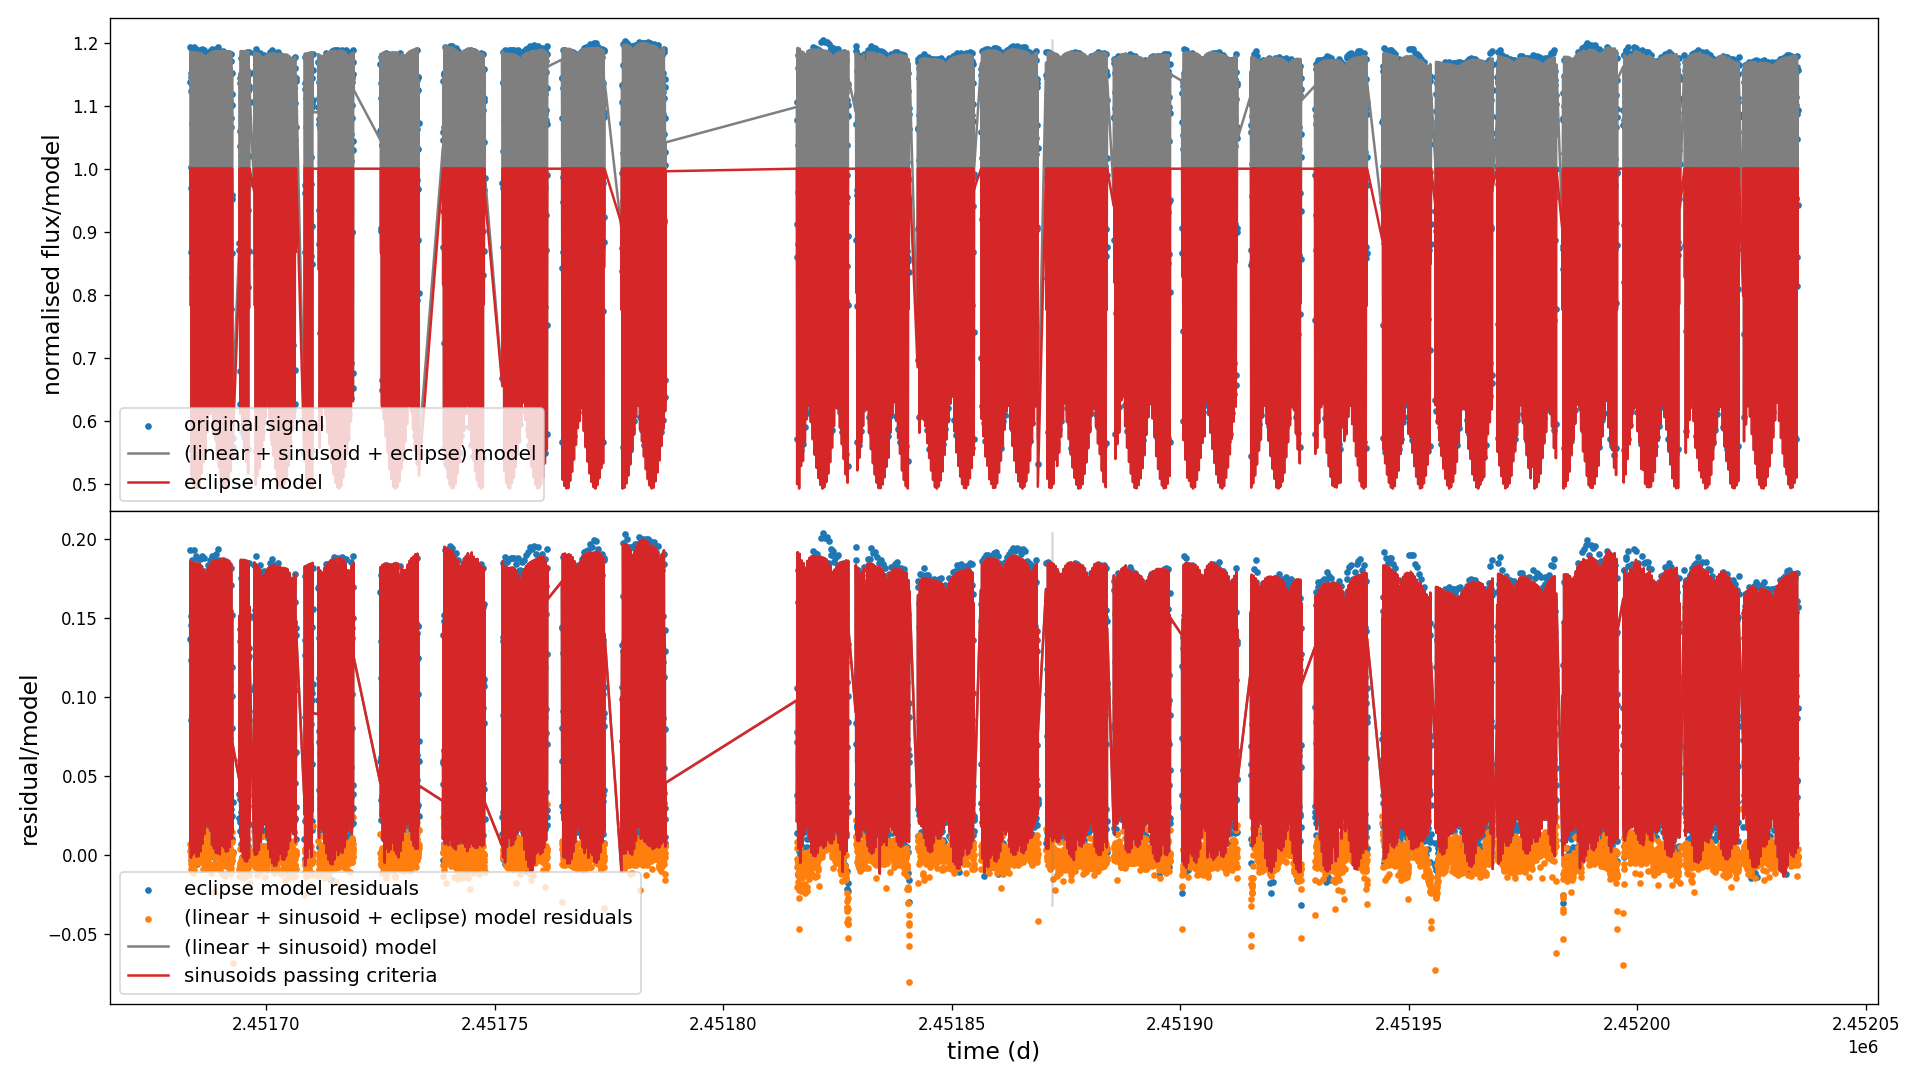 normalised flux/model
1.2
1.1
1.0
0.9
0.8
0.7
0.6
0.5
original signal
(linear + sinusoid + eclipse) model
eclipse model
residual/model
0.20
0.15
0.10
0.05
0.00
−0.05
eclipse model residuals
(linear + sinusoid + eclipse) model residuals
(linear + sinusoid) model
sinusoids passing criteria
2.45170 2.45175 2.45180 2.45185 2.45190 2.45195 2.45200 2.45205
time (d)
1e6